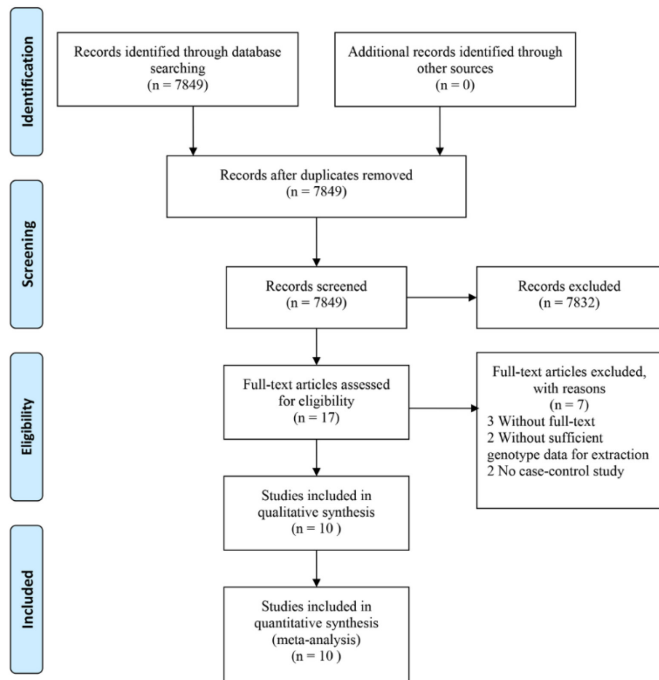 Identification
Records identified through database
searching
(n = 7849)
Additional records identified through
other sources
(n = 0)
Records after duplicates removed
(n = 7849)
Screening
Records screened
(n = 7849)
Records excluded
(n = 7832)
Eligibility
Full-text articles assessed
for eligibility
(n = 17)
Full-text articles excluded,
with reasons
(n = 7)
3 Without full-text
2 Without sufficient
genotype data for extraction
2 No case-control study
Studies included in
qualitative synthesis
(n = 10 )
Included
Studies included in
quantitative synthesis
(meta-analysis)
(n = 10 )